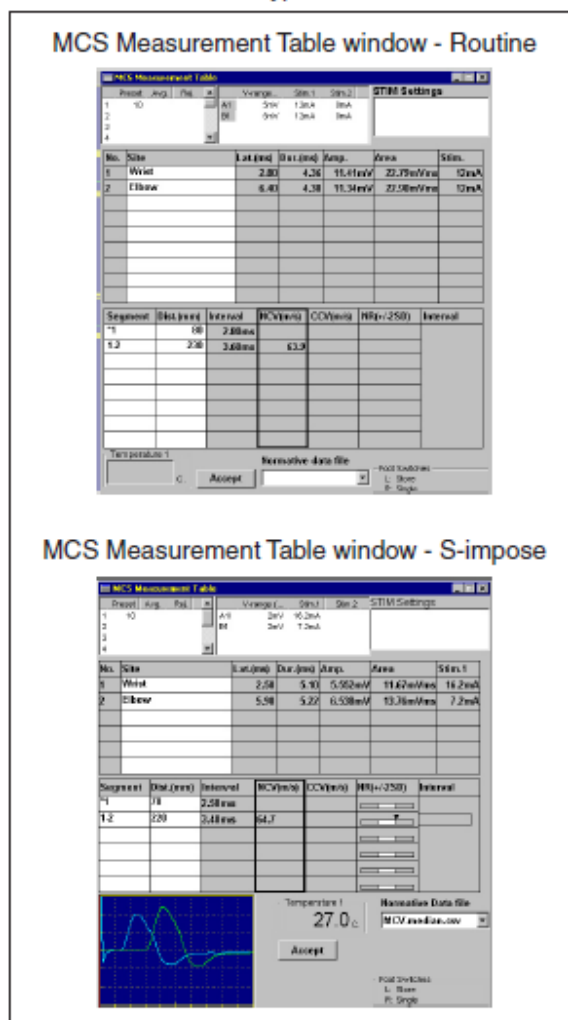 MCS Measurement Table window - Routine
MCS Measurement Table
Preset Avg. Rej. V-range... Stim.1 Stim.2 STIM Settings
1 10 A1 5mV 12mA 0mA
2 B1 5mV 12mA 0mA
3
4
No. Site Lat.(ms) Dur.(ms) Amp. Area Stim.
1 Wrist 2.80 4.36 11.41mV 22.79mVms 12mA
2 Elbow 6.40 4.38 11.34mV 22.90mVms 12mA
Segment Dist.(mm) Interval MCV(m/s) CCV(m/s) NR(+/-2SD) Interval
*1 80 2.80ms
1-2 230 3.60ms 63.9
Temperature 1 Normative data file
C. Accept Foot Switches
L: Store
R: Single
MCS Measurement Table window - S-impose
MCS Measurement Table
Preset Avg. Rej. V-range (... Stim.1 Stim.2 STIM Settings
1 10 A1 2mV 16.2mA
2 B1 2mV 7.2mA
3
4
No. Site Lat.(ms) Dur.(ms) Amp. Area Stim.1
1 Wrist 2.50 5.10 5.552mV 11.67mVms 16.2mA
2 Elbow 5.90 5.22 6.538mV 13.76mVms 7.2mA
Segment Dist.(mm) Interval MCV(m/s) CCV(m/s) NR(+/-2SD) Interval
*1 70 2.50ms
1-2 220 3.40ms 64.7
Temperature 1 Normative Data file
27.0 C MCV.median.csv
Accept
Foot Switches
L: Store
R: Single